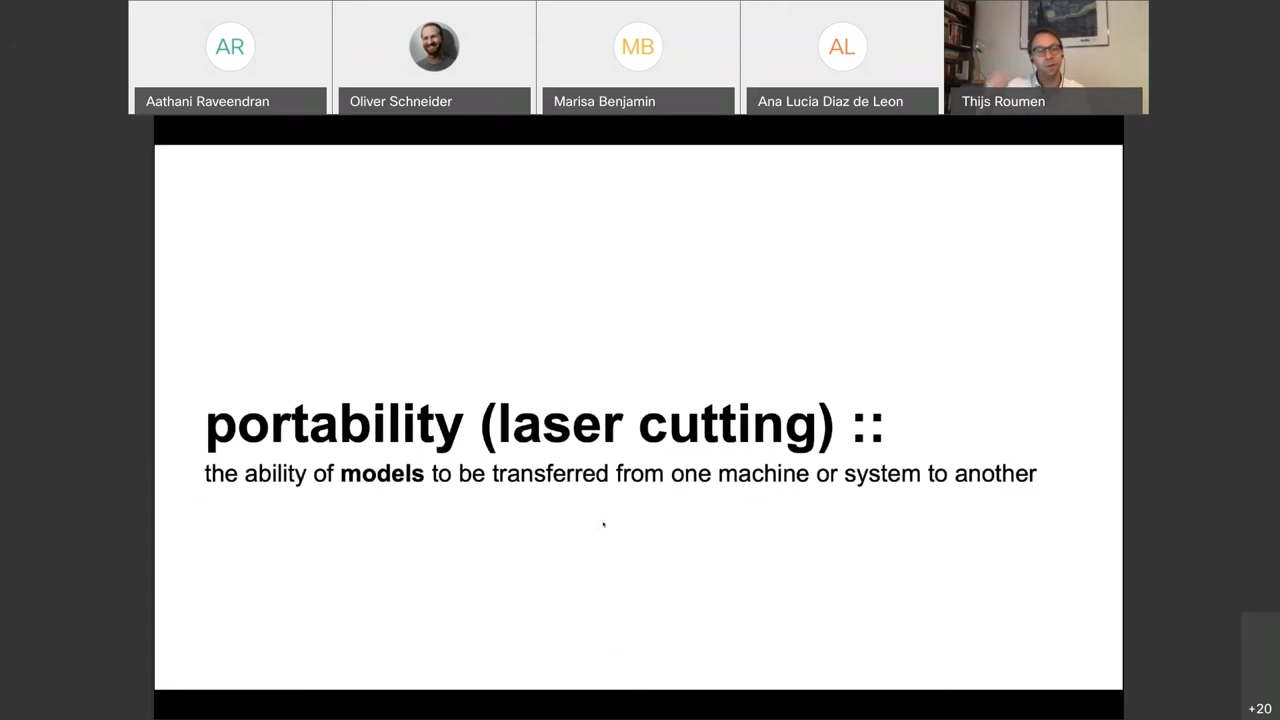 AR
MB
AL
Aathani Raveendran
Oliver Schneider
Marisa Benjamin
Ana Lucia Diaz de Leon
Thijs Roumen
portability (laser cutting) ::
the ability of models to be transferred from one machine or system to another
+20